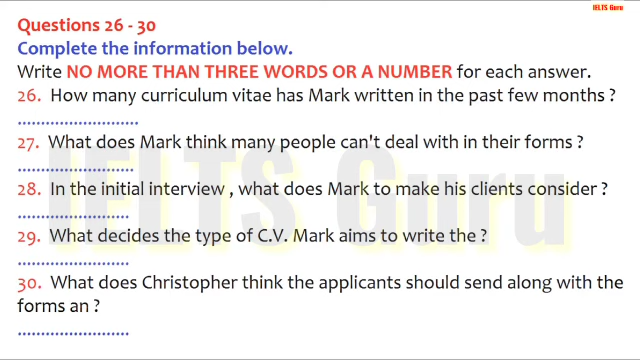 IELTS Guru
Questions 26 - 30
Complete the information below.
Write NO MORE THAN THREE WORDS OR A NUMBER for each answer.
26. How many curriculum vitae has Mark written in the past few months ?
..........................
27. What does Mark think many people can't deal with in their forms ?
.........................
28. In the initial interview , what does Mark to make his clients consider ?
........................
29. What decides the type of C.V. Mark aims to write the ?
........................
30. What does Christopher think the applicants should send along with the
forms an ?
........................
IELTS Guru